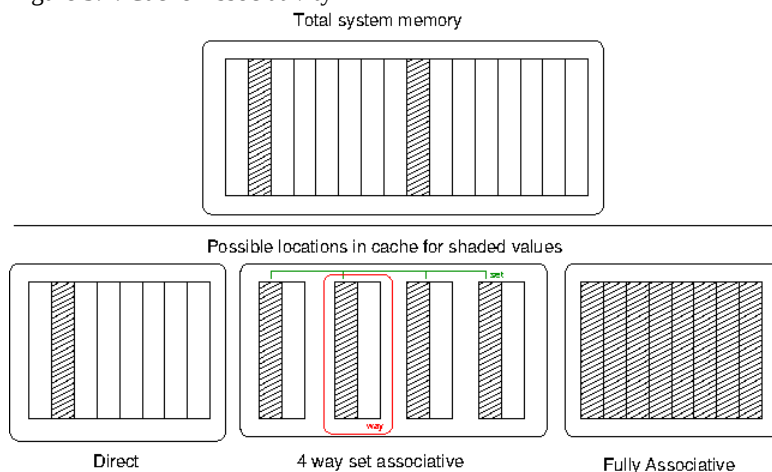 Total system memory
Possible locations in cache for shaded values
set
way
Direct
4 way set associative
Fully Associative